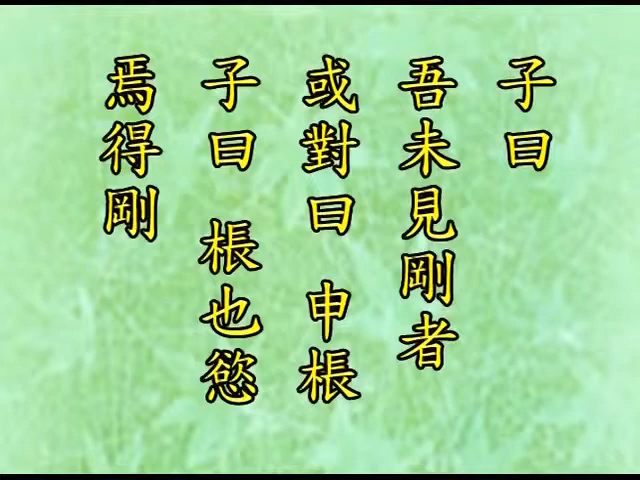 子曰
吾未見剛者
或對曰 申棖
子曰 棖也慾
焉得剛